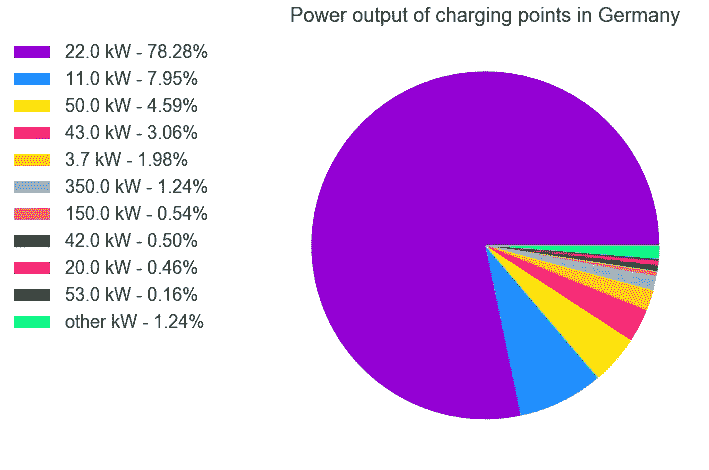 Power output of charging points in Germany
22.0 kW - 78.28%
11.0 kW - 7.95%
50.0 kW - 4.59%
43.0 kW - 3.06%
3.7 kW - 1.98%
350.0 kW - 1.24%
150.0 kW - 0.54%
42.0 kW - 0.50%
20.0 kW - 0.46%
53.0 kW - 0.16%
other kW - 1.24%